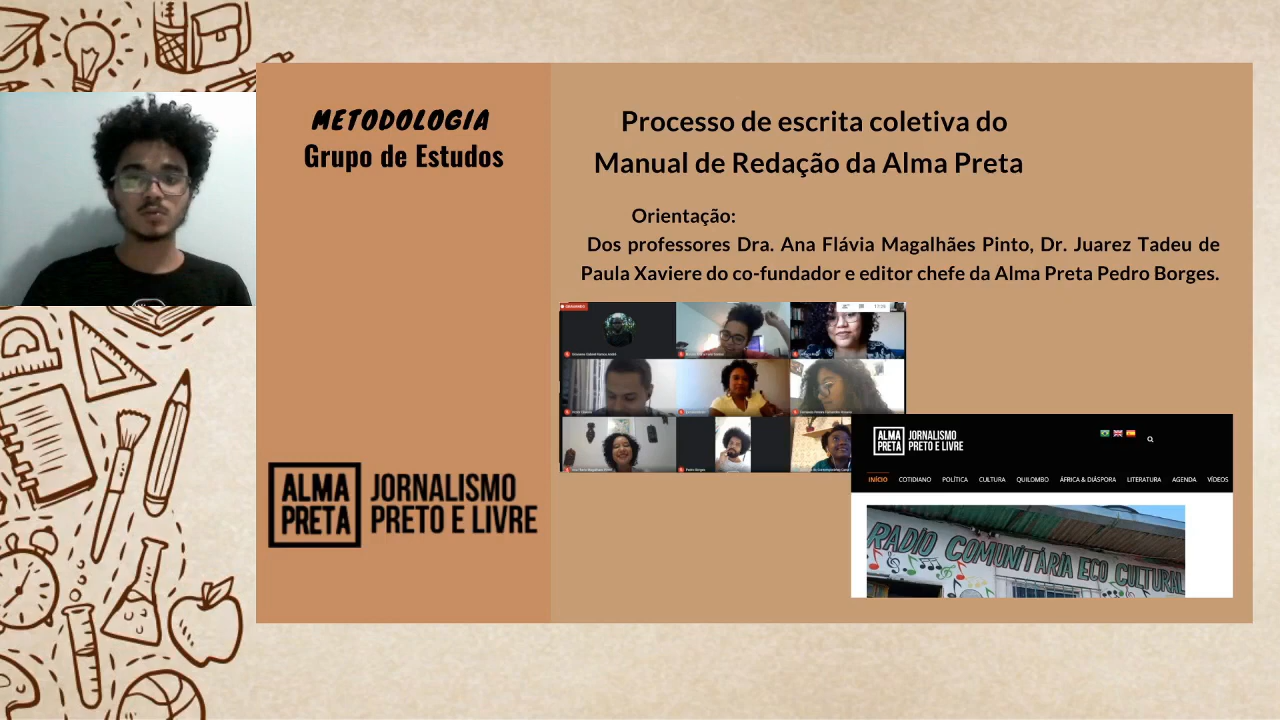 METODOLOGIA
Grupo de Estudos
ALMA
PRETA
JORNALISMO
PRETO E LIVRE
Processo de escrita coletiva do
Manual de Redação da Alma Preta
Orientação:
Dos professores Dra. Ana Flávia Magalhães Pinto, Dr. Juarez Tadeu de
Paula Xaviere do co-fundador e editor chefe da Alma Preta Pedro Borges.
ALMA
PRETA
JORNALISMO
PRETO E LIVRE
INÍCIO COTIDIANO POLÍTICA CULTURA QUILOMBO ÁFRICA & DIÁSPORA LITERATURA AGENDA VÍDEOS
RADIO COMUNITÁRIA ECO CULTURAL